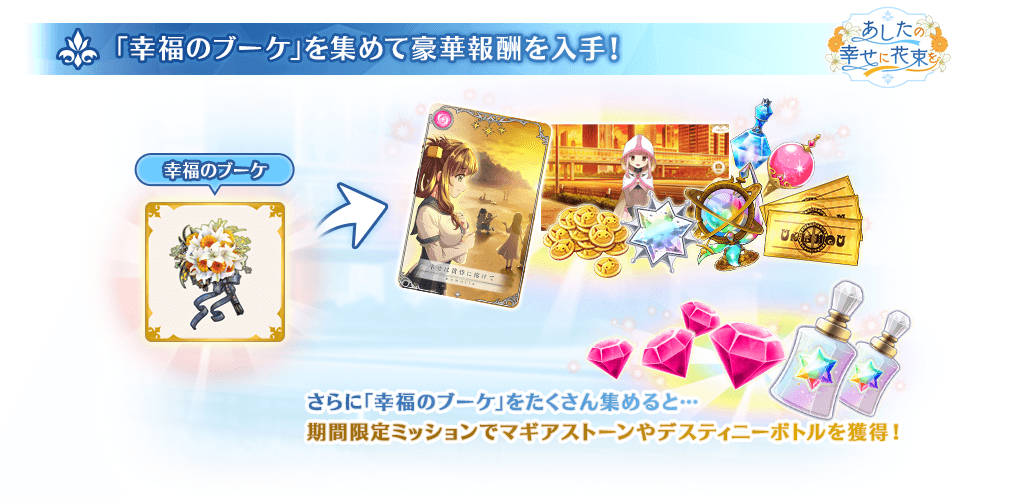 「幸福のブーケ」を集めて豪華報酬を入手！
あしたの
幸せに花束を
幸福のブーケ
さらに「幸福のブーケ」をたくさん集めると…
期間限定ミッションでマギアストーンやデスティニーボトルを獲得！